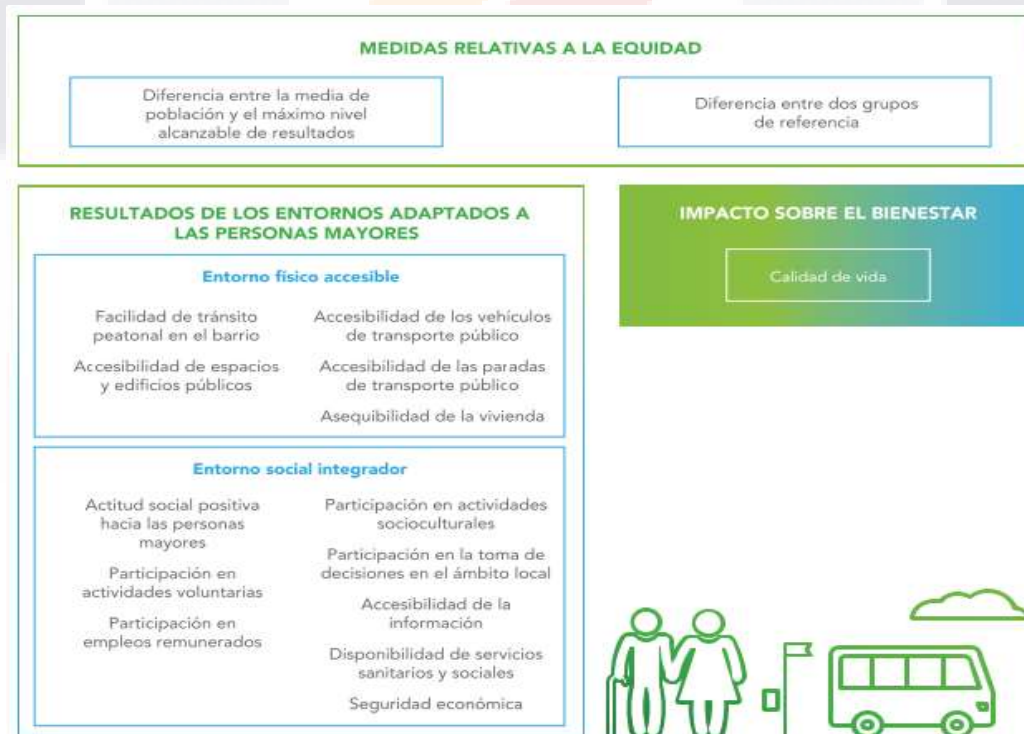 MEDIDAS RELATIVAS A LA EQUIDAD
Diferencia entre la media de
población y el máximo nivel
alcanzable de resultados
Diferencia entre dos grupos
de referencia
RESULTADOS DE LOS ENTORNOS ADAPTADOS A
LAS PERSONAS MAYORES
Entorno físico accesible
Facilidad de tránsito
peatonal en el barrio
Accesibilidad de espacios
y edificios públicos
Accesibilidad de los vehículos
de transporte público
Accesibilidad de las paradas
de transporte público
Asequibilidad de la vivienda
Entorno social integrador
Actitud social positiva
hacia las personas
mayores
Participación en
actividades voluntarias
Participación en
empleos remunerados
Participación en actividades
socioculturales
Participación en la toma de
decisiones en el ámbito local
Accesibilidad de la
información
Disponibilidad de servicios
sanitarios y sociales
Seguridad económica
IMPACTO SOBRE EL BIENESTAR
Calidad de vida